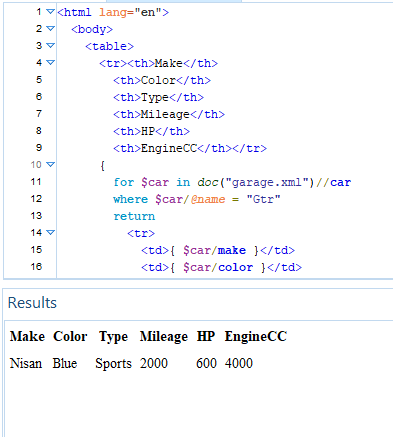 1 <html lang="en">
2 <body>
3 <table>
4 <tr><th>Make</th>
5 <th>Color</th>
6 <th>Type</th>
7 <th>Mileage</th>
8 <th>HP</th>
9 <th>EngineCC</th></tr>
10 {
11 for $car in doc("garage.xml")//car
12 where $car/@name = "Gtr"
13 return
14 <tr>
15 <td>{ $car/make }</td>
16 <td>{ $car/color }</td>
Results
Make Color Type Mileage HP EngineCC
Nisan Blue Sports 2000 600 4000